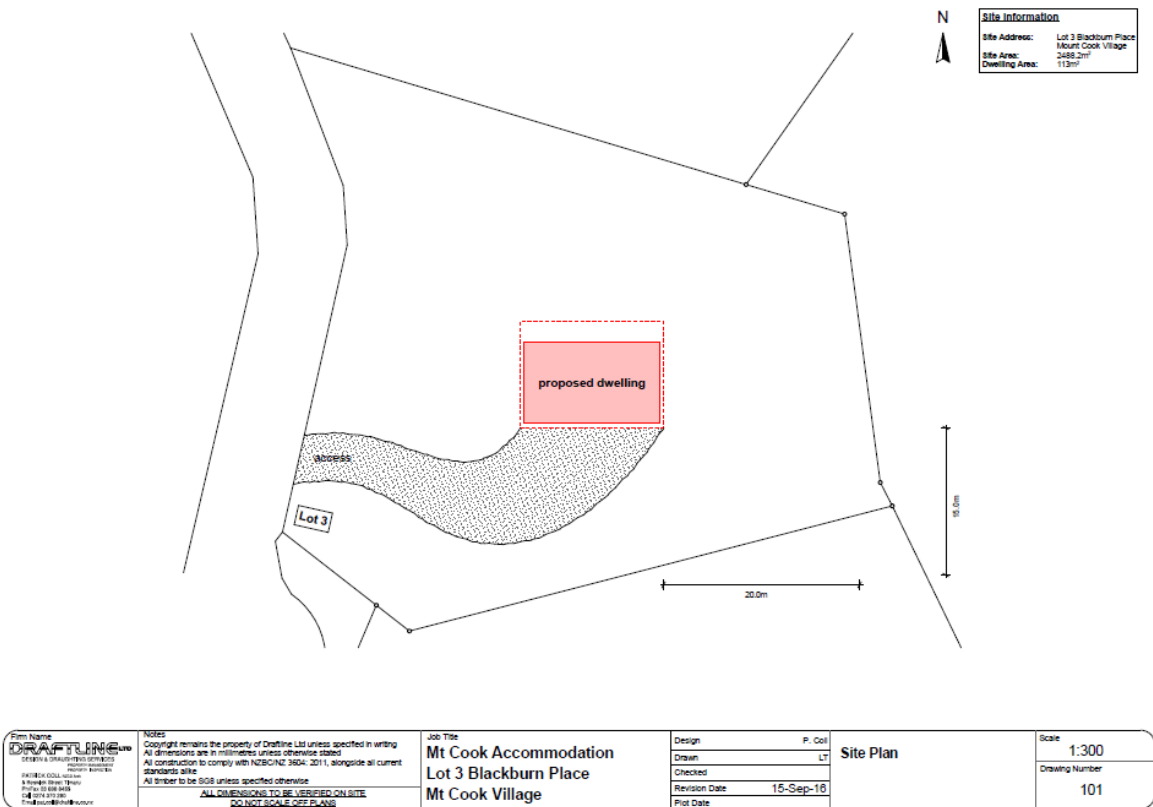 N
Site Information
Site Address: Lot 3 Blackburn Place
Mount Cook Village
Site Area: 2488.2m²
Dwelling Area: 113m²
proposed dwelling
access
Lot 3
15.0m
20.0m
Firm Name
DRAFTLINE LTD
DESIGN & DRAUGHTING SERVICES
PROPERTY MANAGEMENT
PROPERTY INSPECTION
PATRICK COLL
Notes
Copyright remains the property of Draftline Ltd unless specified in writing
All dimensions are in millimetres unless otherwise stated
All construction to comply with NZBC/NZ 3604: 2011, alongside all current
standards alike
All timber to be SG8 unless specified otherwise
ALL DIMENSIONS TO BE VERIFIED ON SITE
DO NOT SCALE OFF PLANS
Job Title
Mt Cook Accommodation
Lot 3 Blackburn Place
Mt Cook Village
Design P. Coll
Drawn LT
Checked
Revision Date 15-Sep-16
Plot Date
Site Plan
Scale
1:300
Drawing Number
101